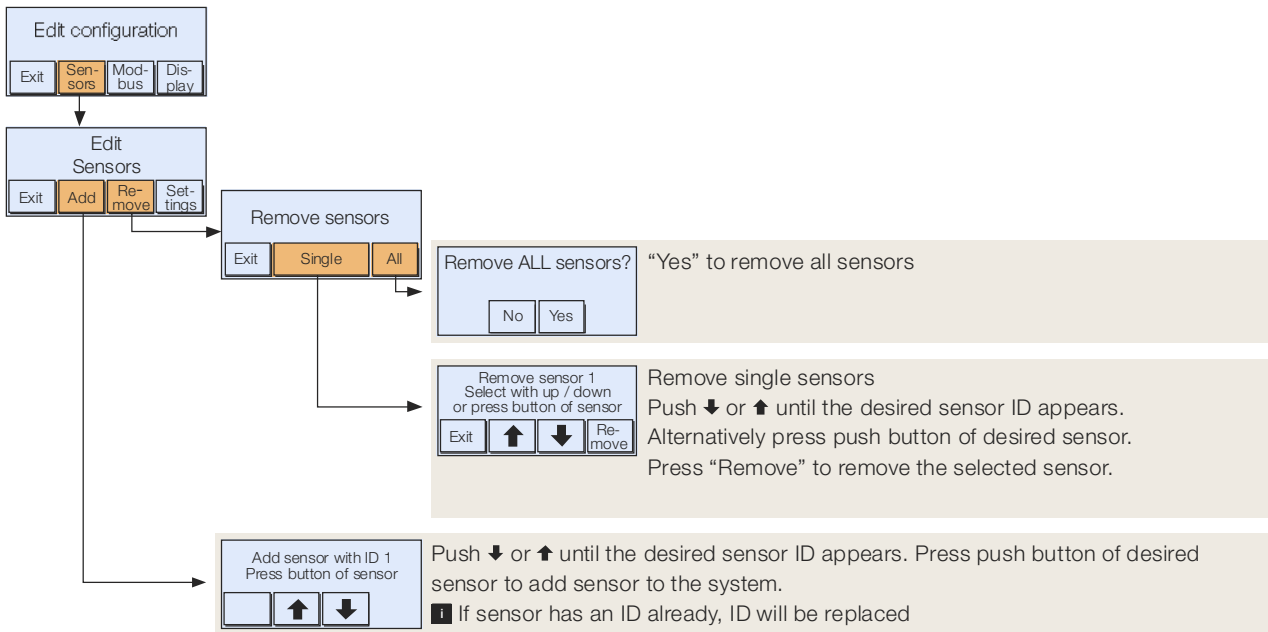 Edit configuration
Exit
Sen-
sors
Mod-
bus
Dis-
play
Edit
Sensors
Exit
Add
Re-
move
Set-
tings
Remove sensors
Exit
Single
All
Remove ALL sensors?
No
Yes
“Yes” to remove all sensors
Remove sensor 1
Select with up / down
or press button of sensor
Exit
⬆
⬇
Re-
move
Remove single sensors
Push ⬇ or ⬆ until the desired sensor ID appears.
Alternatively press push button of desired sensor.
Press “Remove” to remove the selected sensor.
Add sensor with ID 1
Press button of sensor
⬆
⬇
Push ⬇ or ⬆ until the desired sensor ID appears. Press push button of desired
sensor to add sensor to the system.
i If sensor has an ID already, ID will be replaced